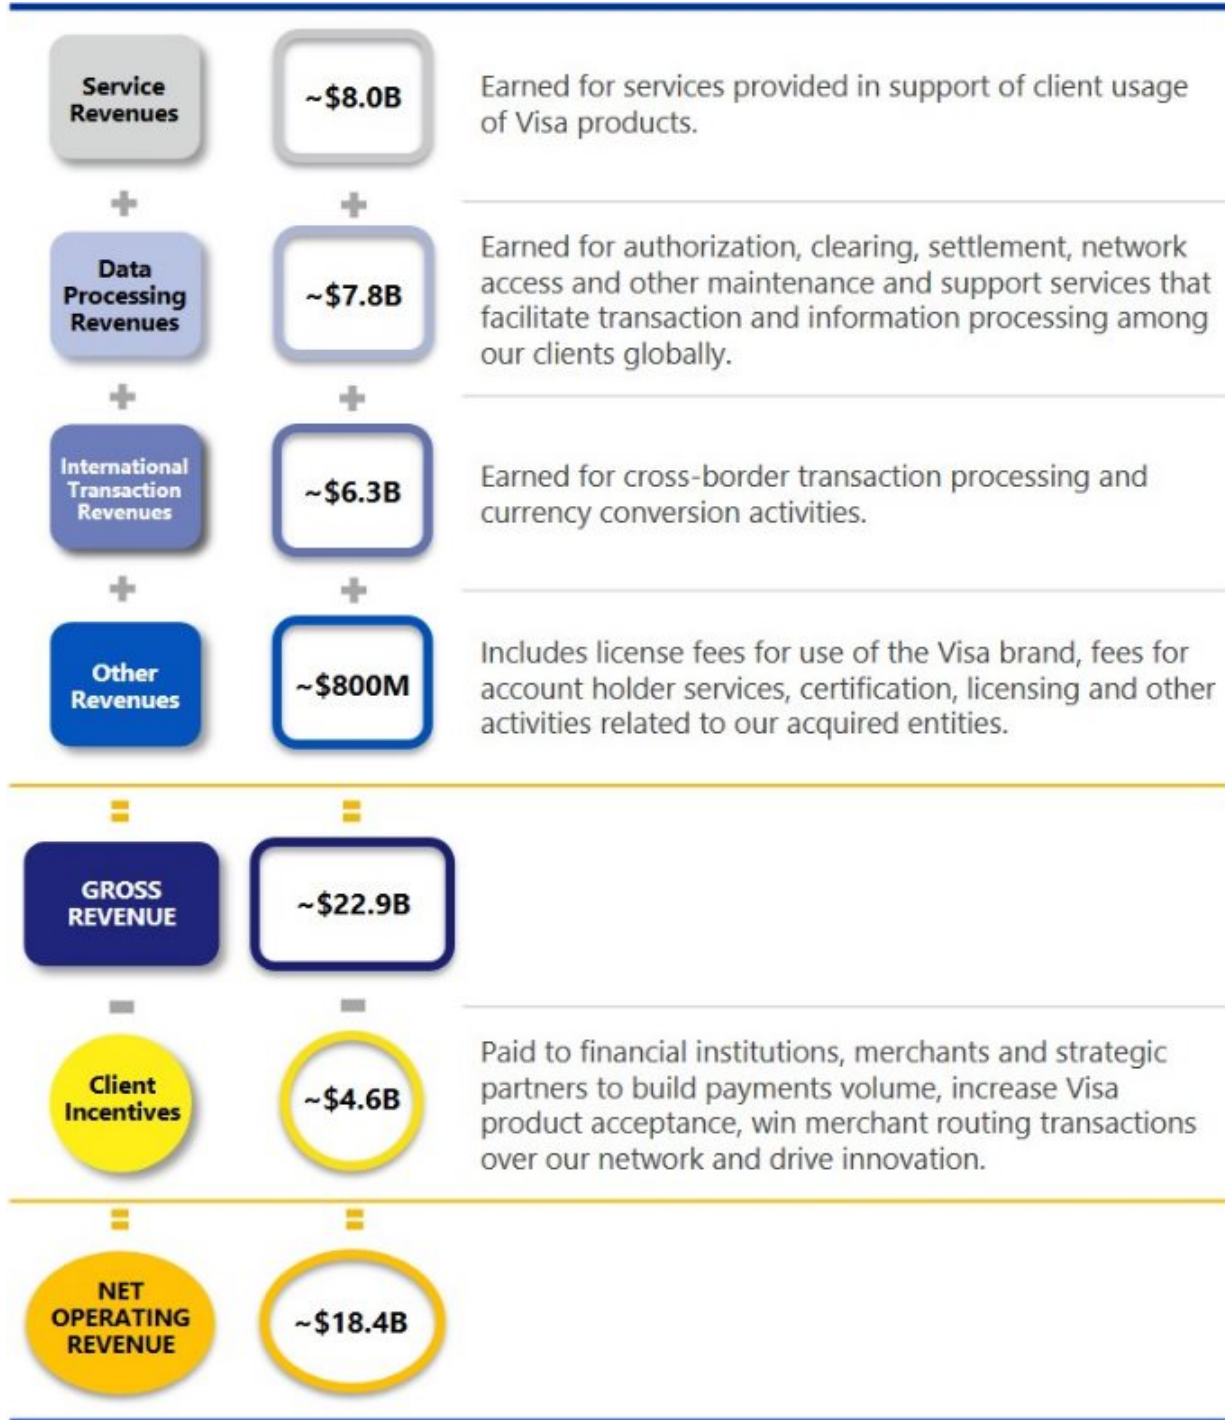 Service
Revenues
~$8.0B
Earned for services provided in support of client usage
of Visa products.
+ +
Data
Processing
Revenues
~$7.8B
Earned for authorization, clearing, settlement, network
access and other maintenance and support services that
facilitate transaction and information processing among
our clients globally.
+ +
International
Transaction
Revenues
~$6.3B
Earned for cross-border transaction processing and
currency conversion activities.
+ +
Other
Revenues
~$800M
Includes license fees for use of the Visa brand, fees for
account holder services, certification, licensing and other
activities related to our acquired entities.
= =
GROSS
REVENUE
~$22.9B
- -
Client
Incentives
~$4.6B
Paid to financial institutions, merchants and strategic
partners to build payments volume, increase Visa
product acceptance, win merchant routing transactions
over our network and drive innovation.
= =
NET
OPERATING
REVENUE
~$18.4B